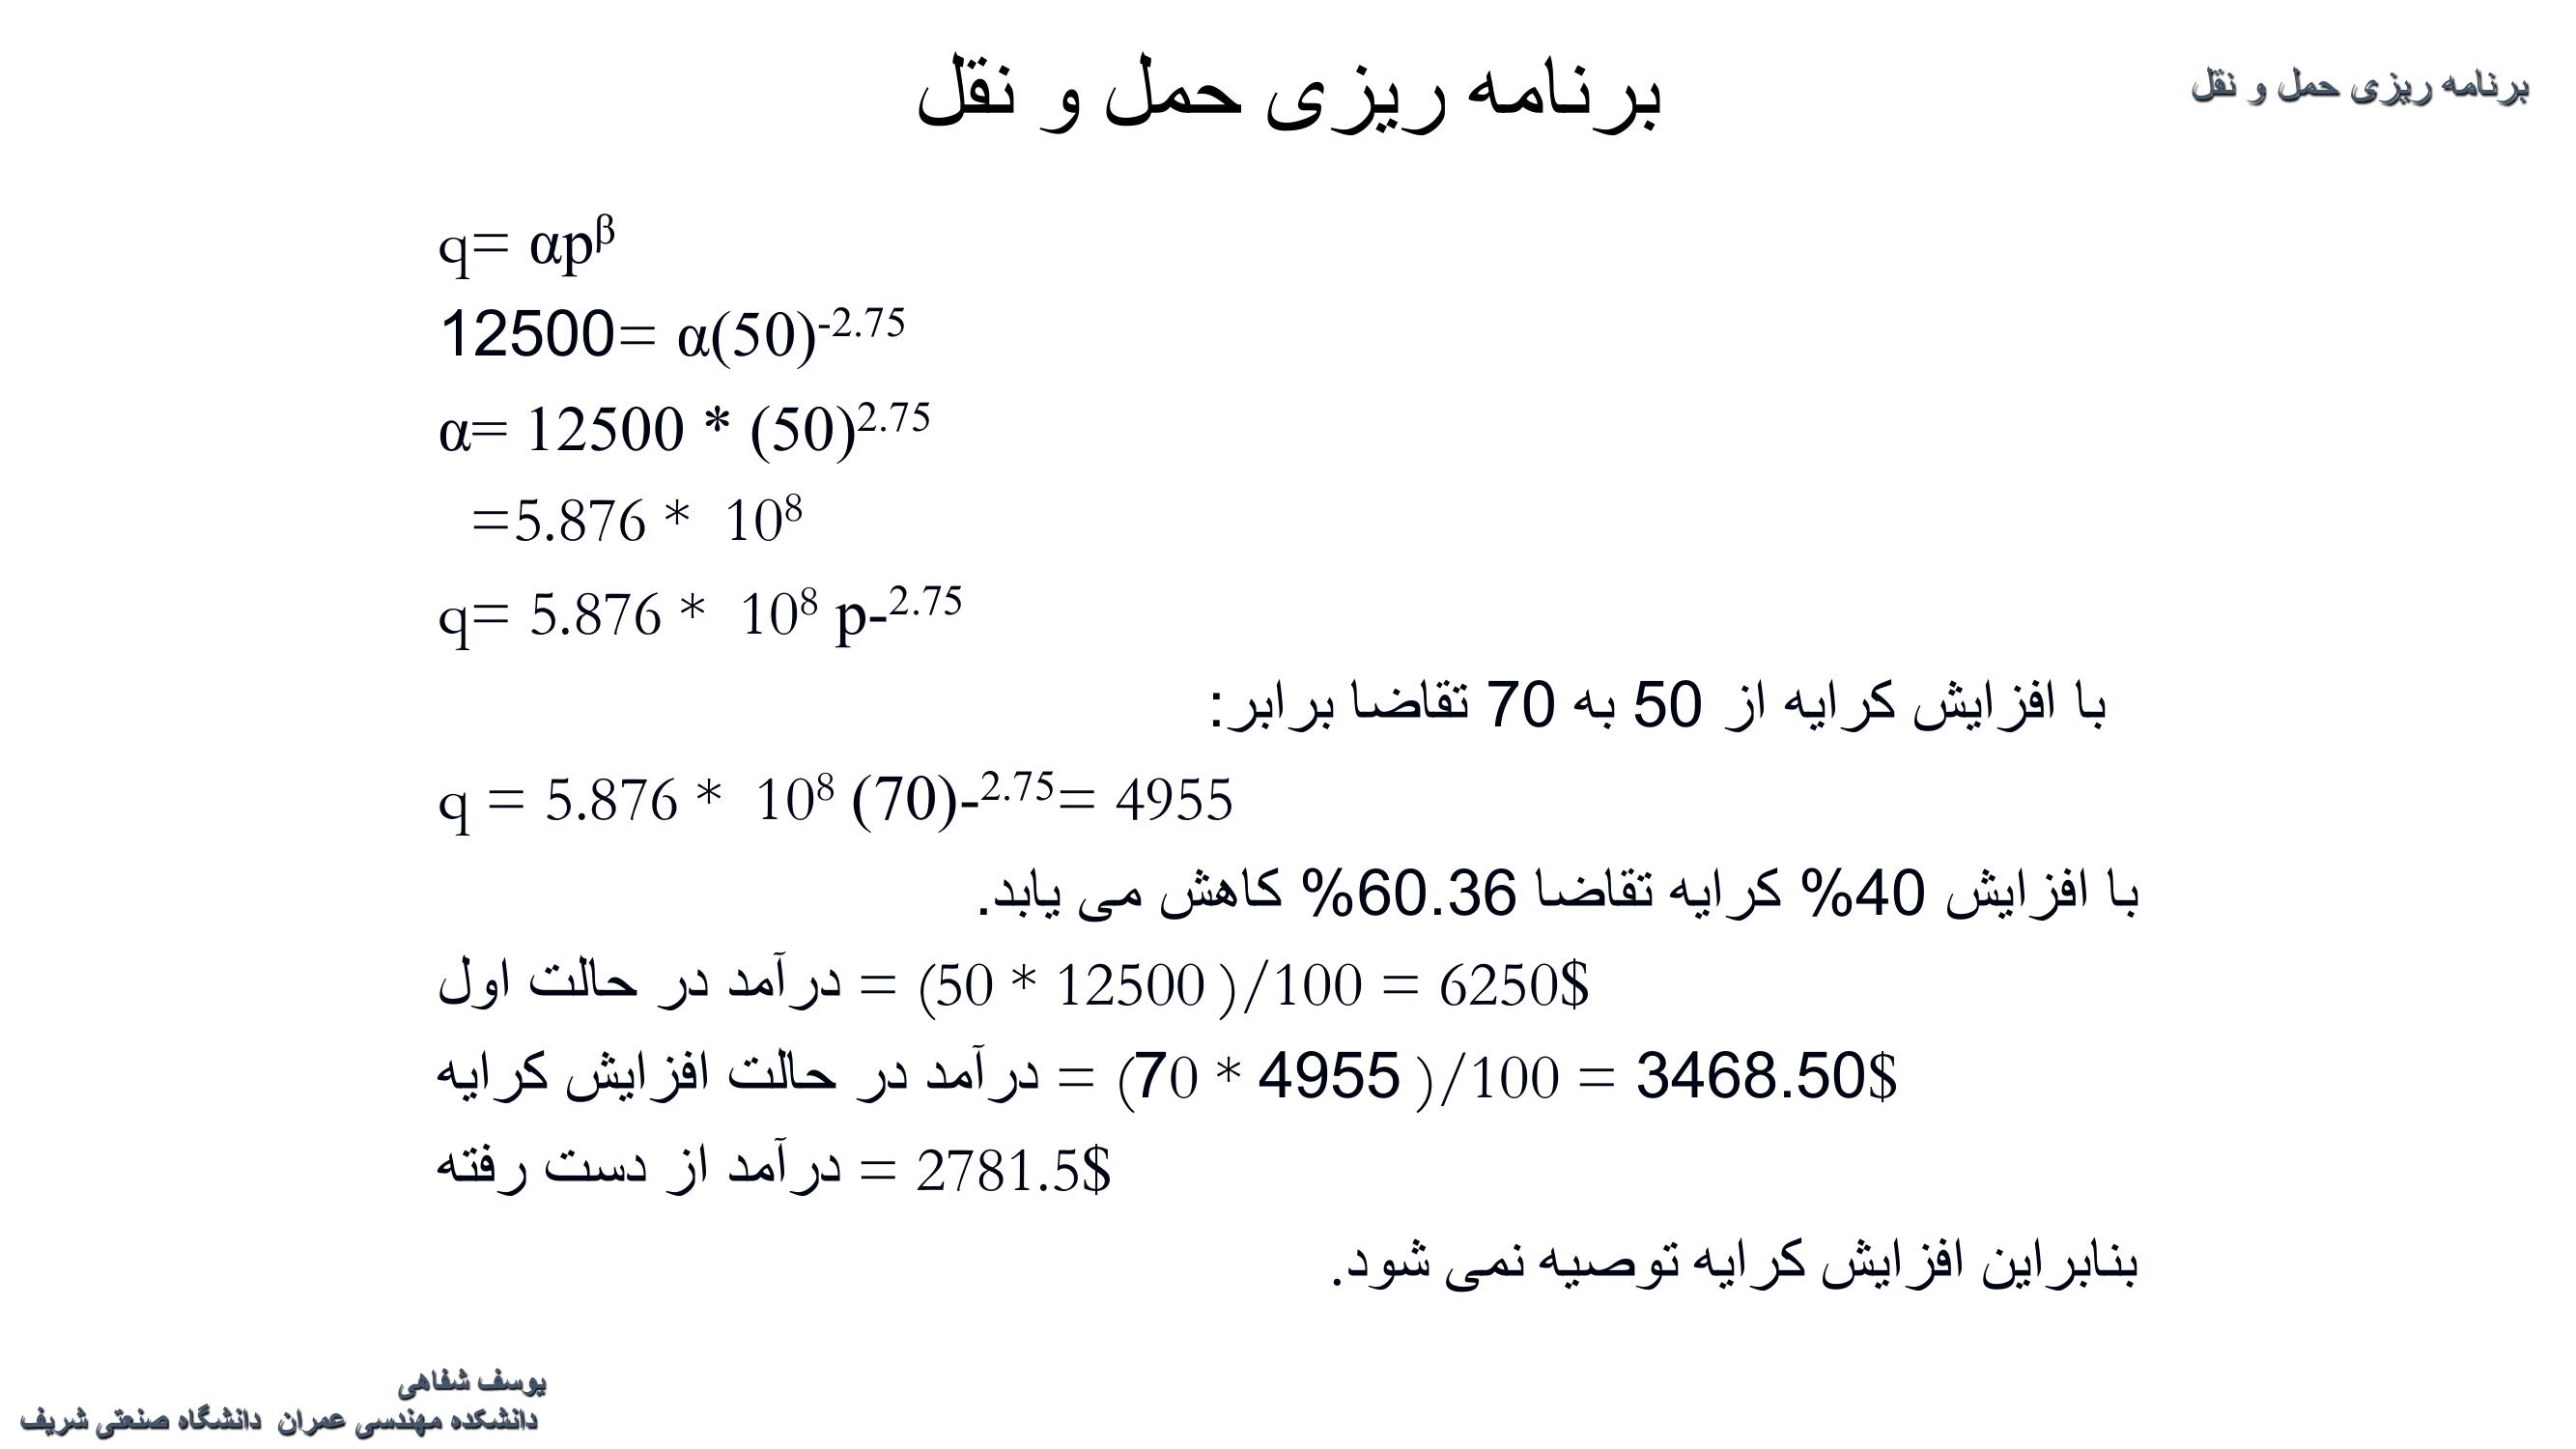 برنامه ریزی حمل و نقل
برنامه ریزی حمل و نقل
q= αp^β
12500= α(50)^-2.75
α= 12500 * (50)^2.75
=5.876 * 10^8
q= 5.876 * 10^8 p-^2.75
با افزایش کرایه از 50 به 70 تقاضا برابر:
q = 5.876 * 10^8 (70)-^2.75= 4955
با افزایش 40% کرایه تقاضا 60.36% کاهش می یابد.
درآمد در حالت اول = (50 * 12500 )/100 = 6250$
درآمد در حالت افزایش کرایه = (70 * 4955 )/100 = 3468.50$
درآمد از دست رفته = 2781.5$
بنابراین افزایش کرایه توصیه نمی شود.
یوسف شفاهی
دانشکده مهندسی عمران دانشگاه صنعتی شریف